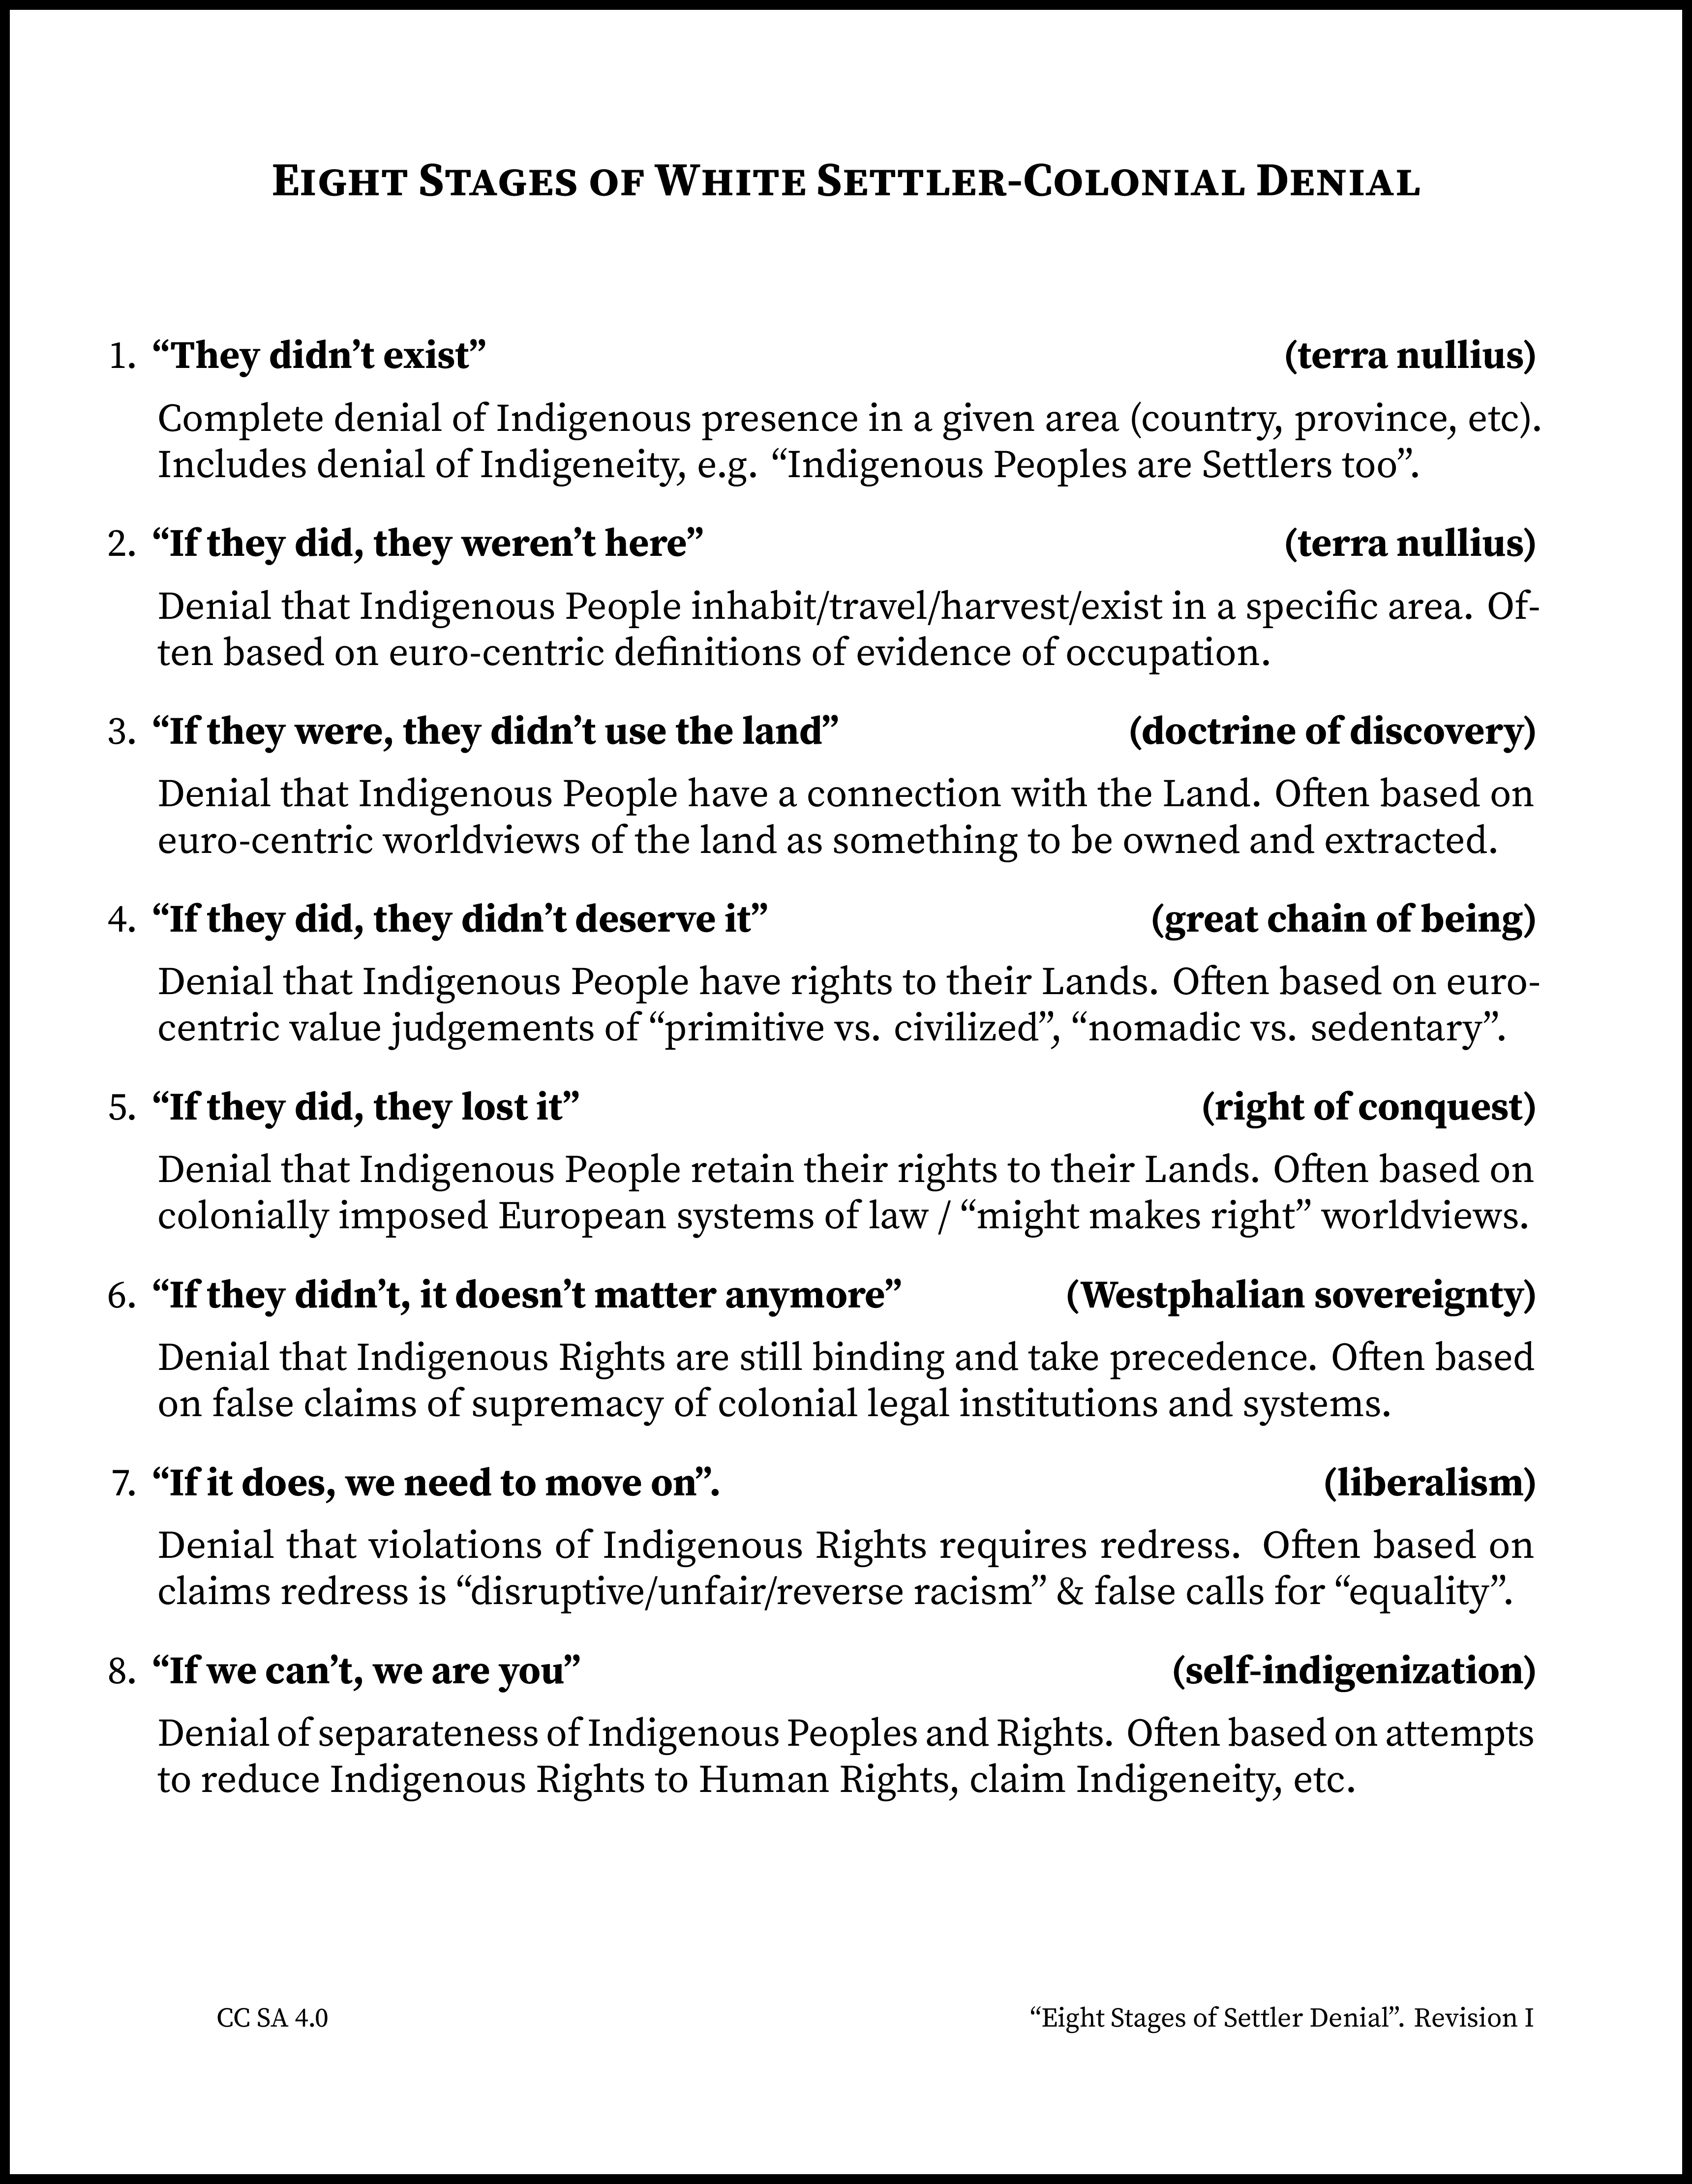 Eight Stages of White Settler-Colonial Denial
1. “They didn’t exist” (terra nullius)
Complete denial of Indigenous presence in a given area (country, province, etc).
Includes denial of Indigeneity, e.g. “Indigenous Peoples are Settlers too”.
2. “If they did, they weren’t here” (terra nullius)
Denial that Indigenous People inhabit/travel/harvest/exist in a specific area. Of-
ten based on euro-centric definitions of evidence of occupation.
3. “If they were, they didn’t use the land” (doctrine of discovery)
Denial that Indigenous People have a connection with the Land. Often based on
euro-centric worldviews of the land as something to be owned and extracted.
4. “If they did, they didn’t deserve it” (great chain of being)
Denial that Indigenous People have rights to their Lands. Often based on euro-
centric value judgements of “primitive vs. civilized”, “nomadic vs. sedentary”.
5. “If they did, they lost it” (right of conquest)
Denial that Indigenous People retain their rights to their Lands. Often based on
colonially imposed European systems of law / “might makes right” worldviews.
6. “If they didn’t, it doesn’t matter anymore” (Westphalian sovereignty)
Denial that Indigenous Rights are still binding and take precedence. Often based
on false claims of supremacy of colonial legal institutions and systems.
7. “If it does, we need to move on”. (liberalism)
Denial that violations of Indigenous Rights requires redress. Often based on
claims redress is “disruptive/unfair/reverse racism” & false calls for “equality”.
8. “If we can’t, we are you” (self-indigenization)
Denial of separateness of Indigenous Peoples and Rights. Often based on attempts
to reduce Indigenous Rights to Human Rights, claim Indigeneity, etc.
CC SA 4.0 “Eight Stages of Settler Denial”. Revision I